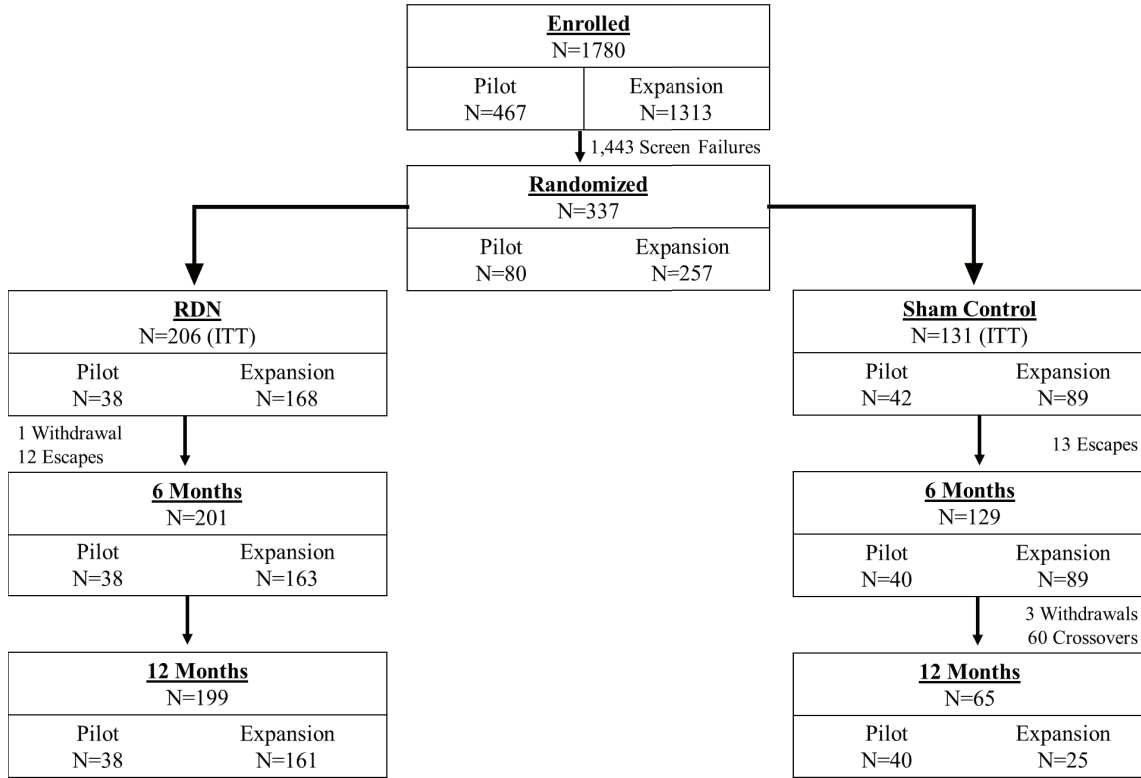 Enrolled
N=1780
Pilot
N=467
Expansion
N=1313
1,443 Screen Failures
Randomized
N=337
Pilot
N=80
Expansion
N=257
RDN
N=206 (ITT)
Pilot
N=38
Expansion
N=168
Sham Control
N=131 (ITT)
Pilot
N=42
Expansion
N=89
1 Withdrawal
12 Escapes
13 Escapes
6 Months
N=201
Pilot
N=38
Expansion
N=163
6 Months
N=129
Pilot
N=40
Expansion
N=89
3 Withdrawals
60 Crossovers
12 Months
N=199
Pilot
N=38
Expansion
N=161
12 Months
N=65
Pilot
N=40
Expansion
N=25